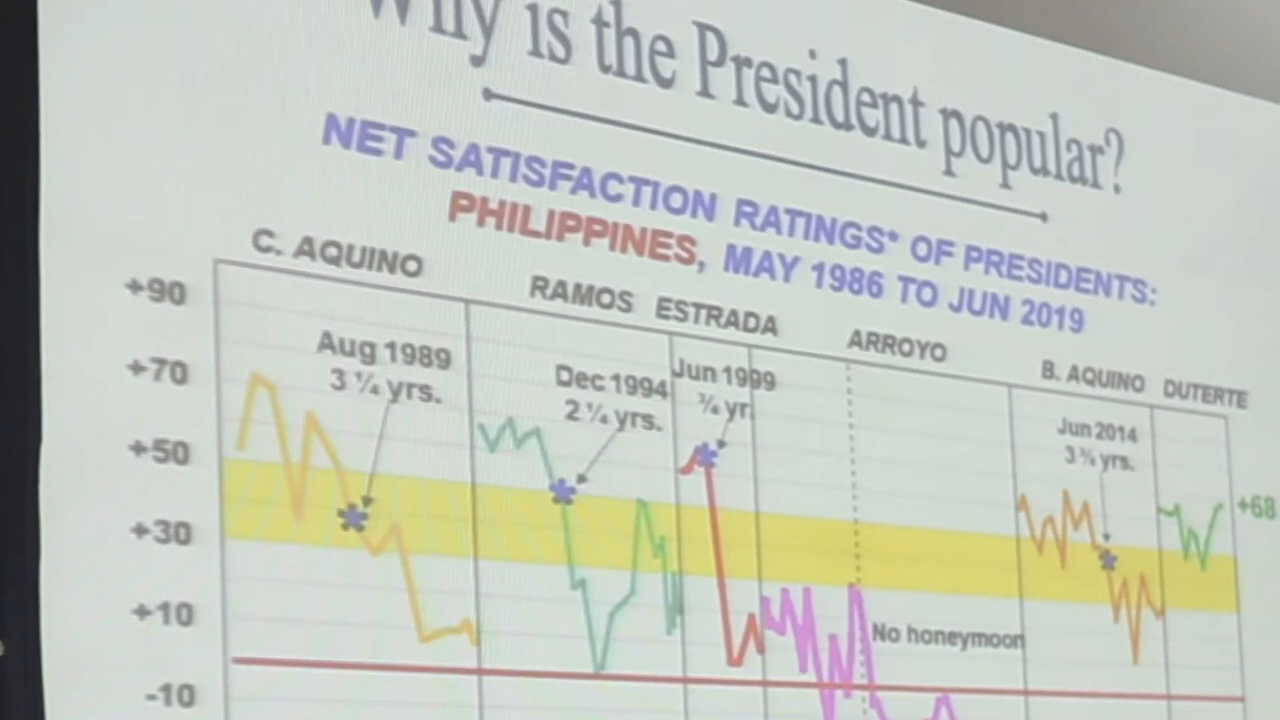 Why is the President popular?
NET SATISFACTION RATINGS* OF PRESIDENTS:
PHILIPPINES, MAY 1986 TO JUN 2019
C. AQUINO
RAMOS
ESTRADA
ARROYO
B. AQUINO
DUTERTE
+90
+70
+50
+30
+10
-10
Aug 1989
3 ¼ yrs.
Dec 1994
2 ¼ yrs.
Jun 1999
¾ yr.
Jun 2014
3 ¾ yrs.
+68
No honeymoon